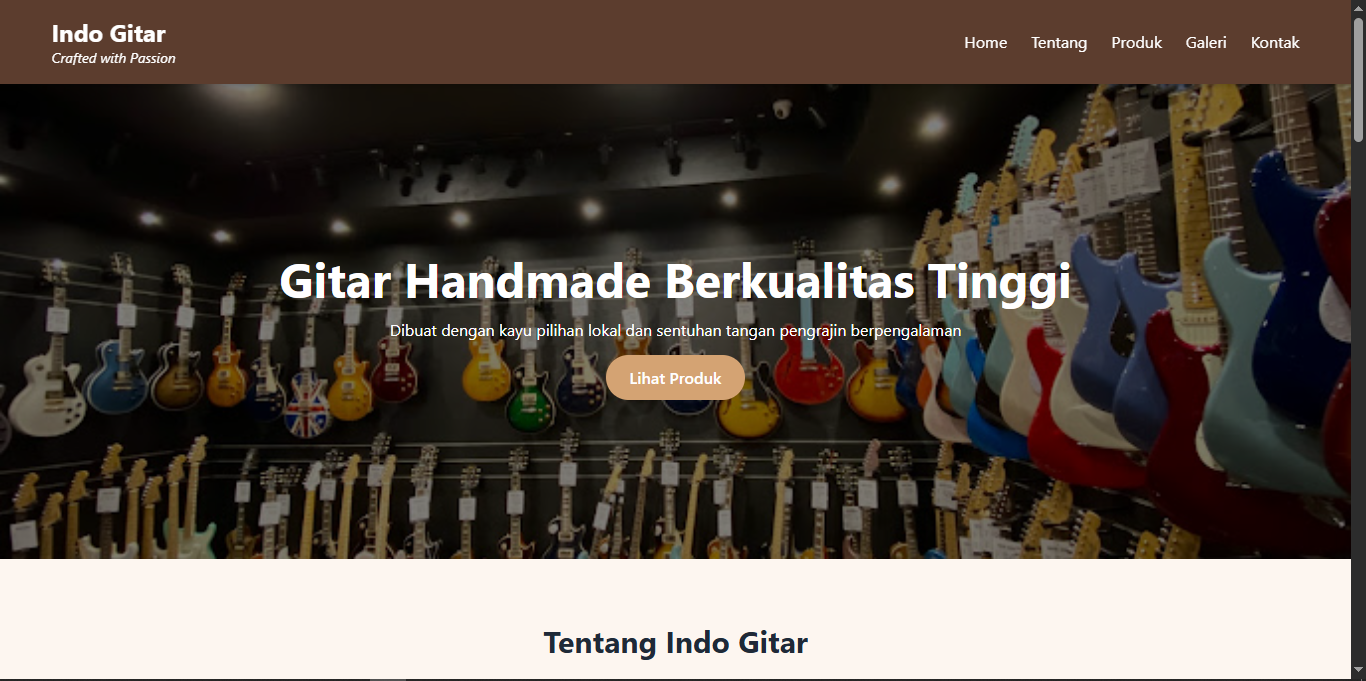 Indo Gitar
Crafted with Passion
Home Tentang Produk Galeri Kontak
Gitar Handmade Berkualitas Tinggi
Dibuat dengan kayu pilihan lokal dan sentuhan tangan pengrajin berpengalaman
Lihat Produk
Tentang Indo Gitar